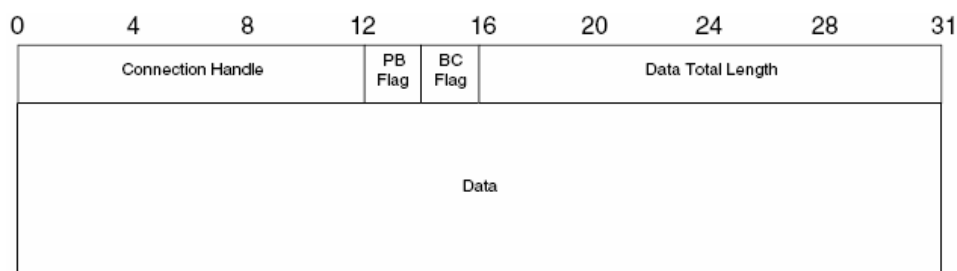 0 4 8 12 16 20 24 28 31
Connection Handle PB Flag BC Flag Data Total Length
Data